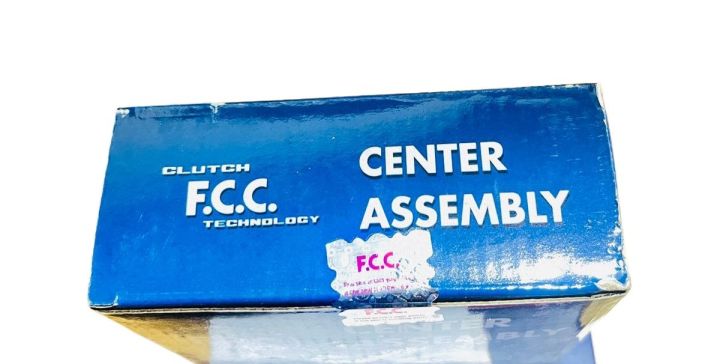 CLUTCH
F.C.C.
TECHNOLOGY
CENTER
ASSEMBLY
F.C.C.